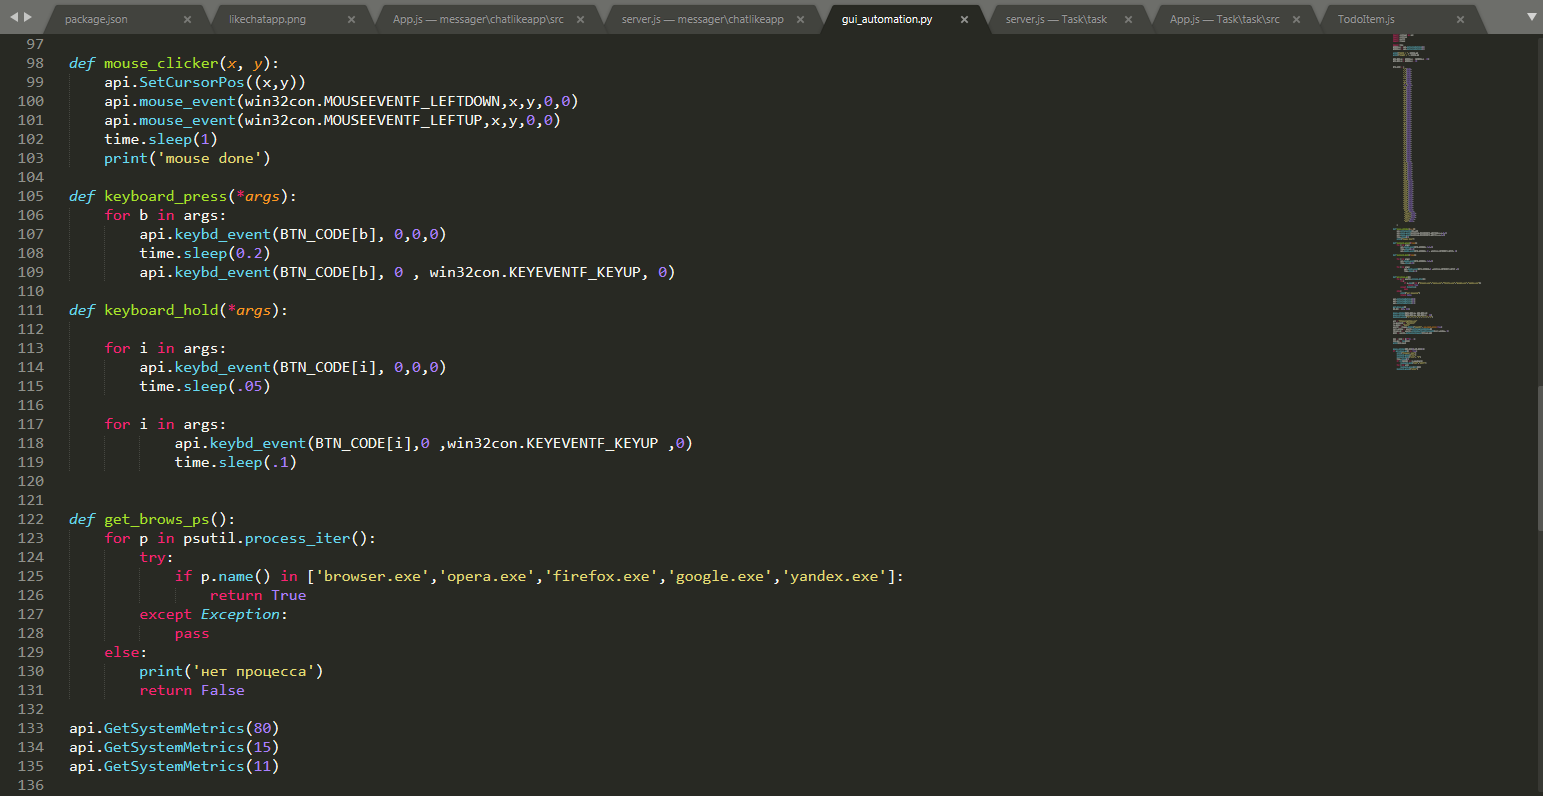 package.json × likechatapp.png × App.js — messager\chatlikeapp\src × server.js — messager\chatlikeapp × gui_automation.py × server.js — Task\task × App.js — Task\task\src × TodoItem.js ×
97
98 def mouse_clicker(x, y):
99 api.SetCursorPos((x,y))
100 api.mouse_event(win32con.MOUSEEVENTF_LEFTDOWN,x,y,0,0)
101 api.mouse_event(win32con.MOUSEEVENTF_LEFTUP,x,y,0,0)
102 time.sleep(1)
103 print('mouse done')
104
105 def keyboard_press(*args):
106 for b in args:
107 api.keybd_event(BTN_CODE[b], 0,0,0)
108 time.sleep(0.2)
109 api.keybd_event(BTN_CODE[b], 0 , win32con.KEYEVENTF_KEYUP, 0)
110
111 def keyboard_hold(*args):
112
113 for i in args:
114 api.keybd_event(BTN_CODE[i], 0,0,0)
115 time.sleep(.05)
116
117 for i in args:
118 api.keybd_event(BTN_CODE[i],0 ,win32con.KEYEVENTF_KEYUP ,0)
119 time.sleep(.1)
120
121
122 def get_brows_ps():
123 for p in psutil.process_iter():
124 try:
125 if p.name() in ['browser.exe','opera.exe','firefox.exe','google.exe','yandex.exe']:
126 return True
127 except Exception:
128 pass
129 else:
130 print('нет процесса')
131 return False
132
133 api.GetSystemMetrics(80)
134 api.GetSystemMetrics(15)
135 api.GetSystemMetrics(11)
136